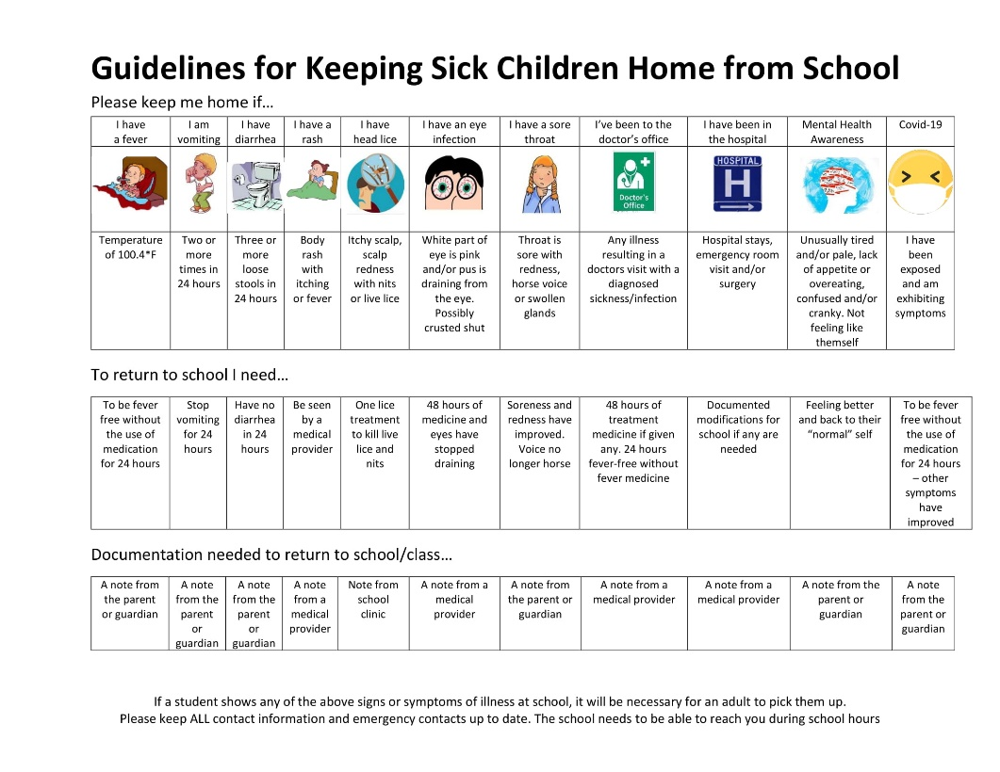 Guidelines for Keeping Sick Children Home from School
Please keep me home if…
I have
a fever
I am
vomiting
I have
diarrhea
I have a
rash
I have
head lice
I have an eye
infection
I have a sore
throat
I've been to the
doctor's office
I have been in
the hospital
Mental Health
Awareness
Covid-19
Doctor's
Office
HOSPITAL
H
Temperature
of 100.4*F
Two or
more
times in
24 hours
Three or
more
loose
stools in
24 hours
Body
rash
with
itching
or fever
Itchy scalp,
scalp
redness
with nits
or live lice
White part of
eye is pink
and/or pus is
draining from
the eye.
Possibly
crusted shut
Throat is
sore with
redness,
horse voice
or swollen
glands
Any illness
resulting in a
doctors visit with a
diagnosed
sickness/infection
Hospital stays,
emergency room
visit and/or
surgery
Unusually tired
and/or pale, lack
of appetite or
overeating,
confused and/or
cranky. Not
feeling like
themself
I have
been
exposed
and am
exhibiting
symptoms
To return to school I need…
To be fever
free without
the use of
medication
for 24 hours
Stop
vomiting
for 24
hours
Have no
diarrhea
in 24
hours
Be seen
by a
medical
provider
One lice
treatment
to kill live
lice and
nits
48 hours of
medicine and
eyes have
stopped
draining
Soreness and
redness have
improved.
Voice no
longer horse
48 hours of
treatment
medicine if given
any. 24 hours
fever-free without
fever medicine
Documented
modifications for
school if any are
needed
Feeling better
and back to their
"normal" self
To be fever
free without
the use of
medication
for 24 hours
– other
symptoms
have
improved
Documentation needed to return to school/class…
A note from
the parent
or guardian
A note
from the
parent
or
guardian
A note
from the
parent
or
guardian
A note
from a
medical
provider
Note from
school
clinic
A note from a
medical
provider
A note from
the parent or
guardian
A note from a
medical provider
A note from a
medical provider
A note from the
parent or
guardian
A note
from the
parent or
guardian
If a student shows any of the above signs or symptoms of illness at school, it will be necessary for an adult to pick them up.
Please keep ALL contact information and emergency contacts up to date. The school needs to be able to reach you during school hours